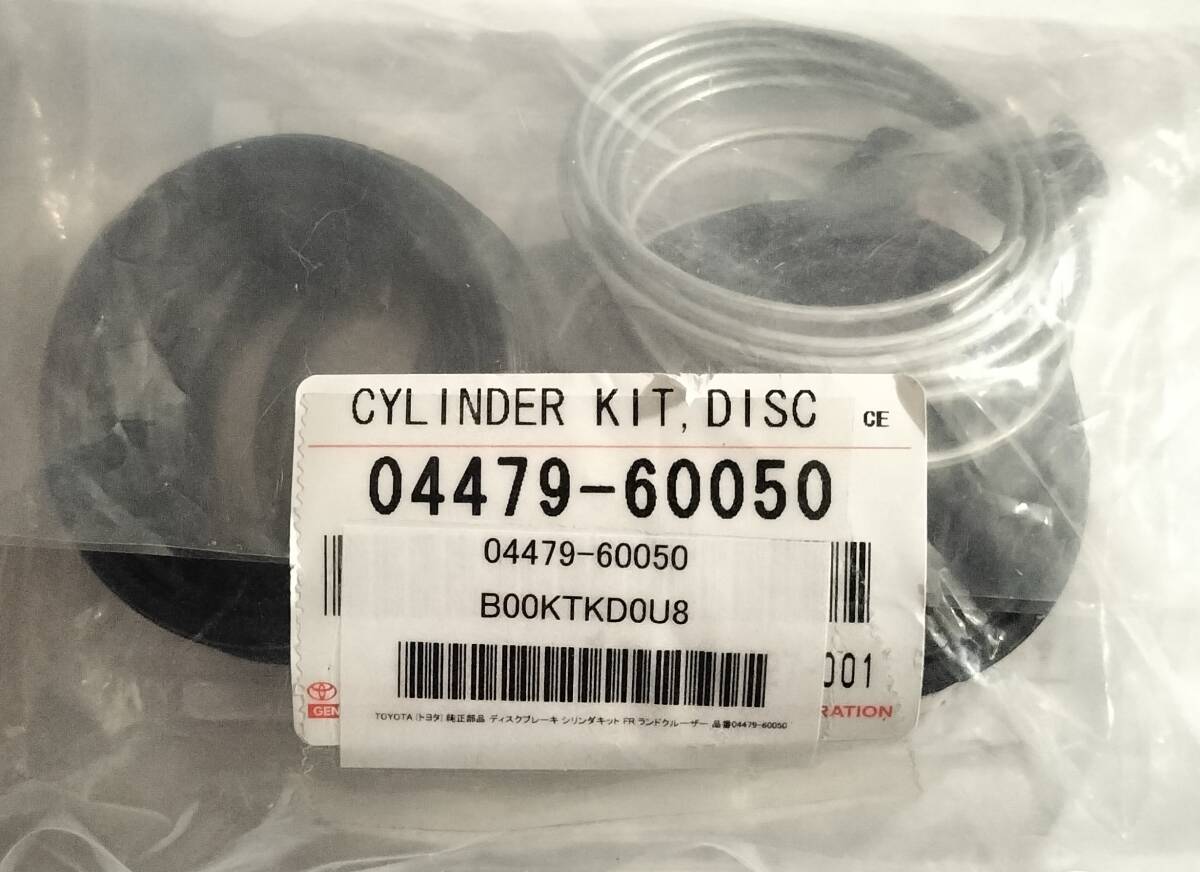 CYLINDER KIT, DISC CE
04479-60050
04479-60050
B00KTKD0U8
001
GEN
RATION
TOYOTA (トヨタ) 純正部品 ディスクブレーキ シリンダキット FR ランドクルーザー 品番04479-60050